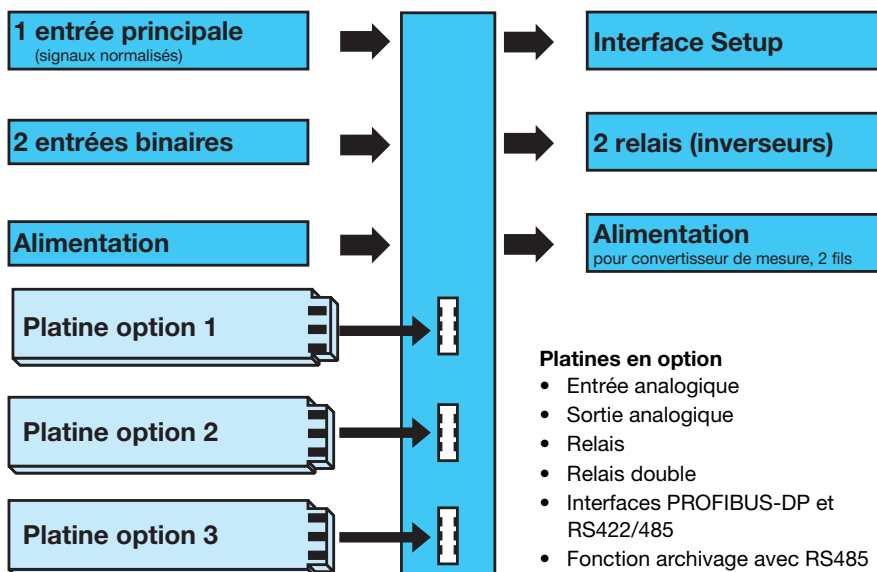 1 entrée principale
(signaux normalisés)
Interface Setup
2 entrées binaires
2 relais (inverseurs)
Alimentation
Alimentation
pour convertisseur de mesure, 2 fils
Platine option 1
Platine option 2
Platine option 3
Platines en option
• Entrée analogique
• Sortie analogique
• Relais
• Relais double
• Interfaces PROFIBUS-DP et
RS422/485
• Fonction archivage avec RS485